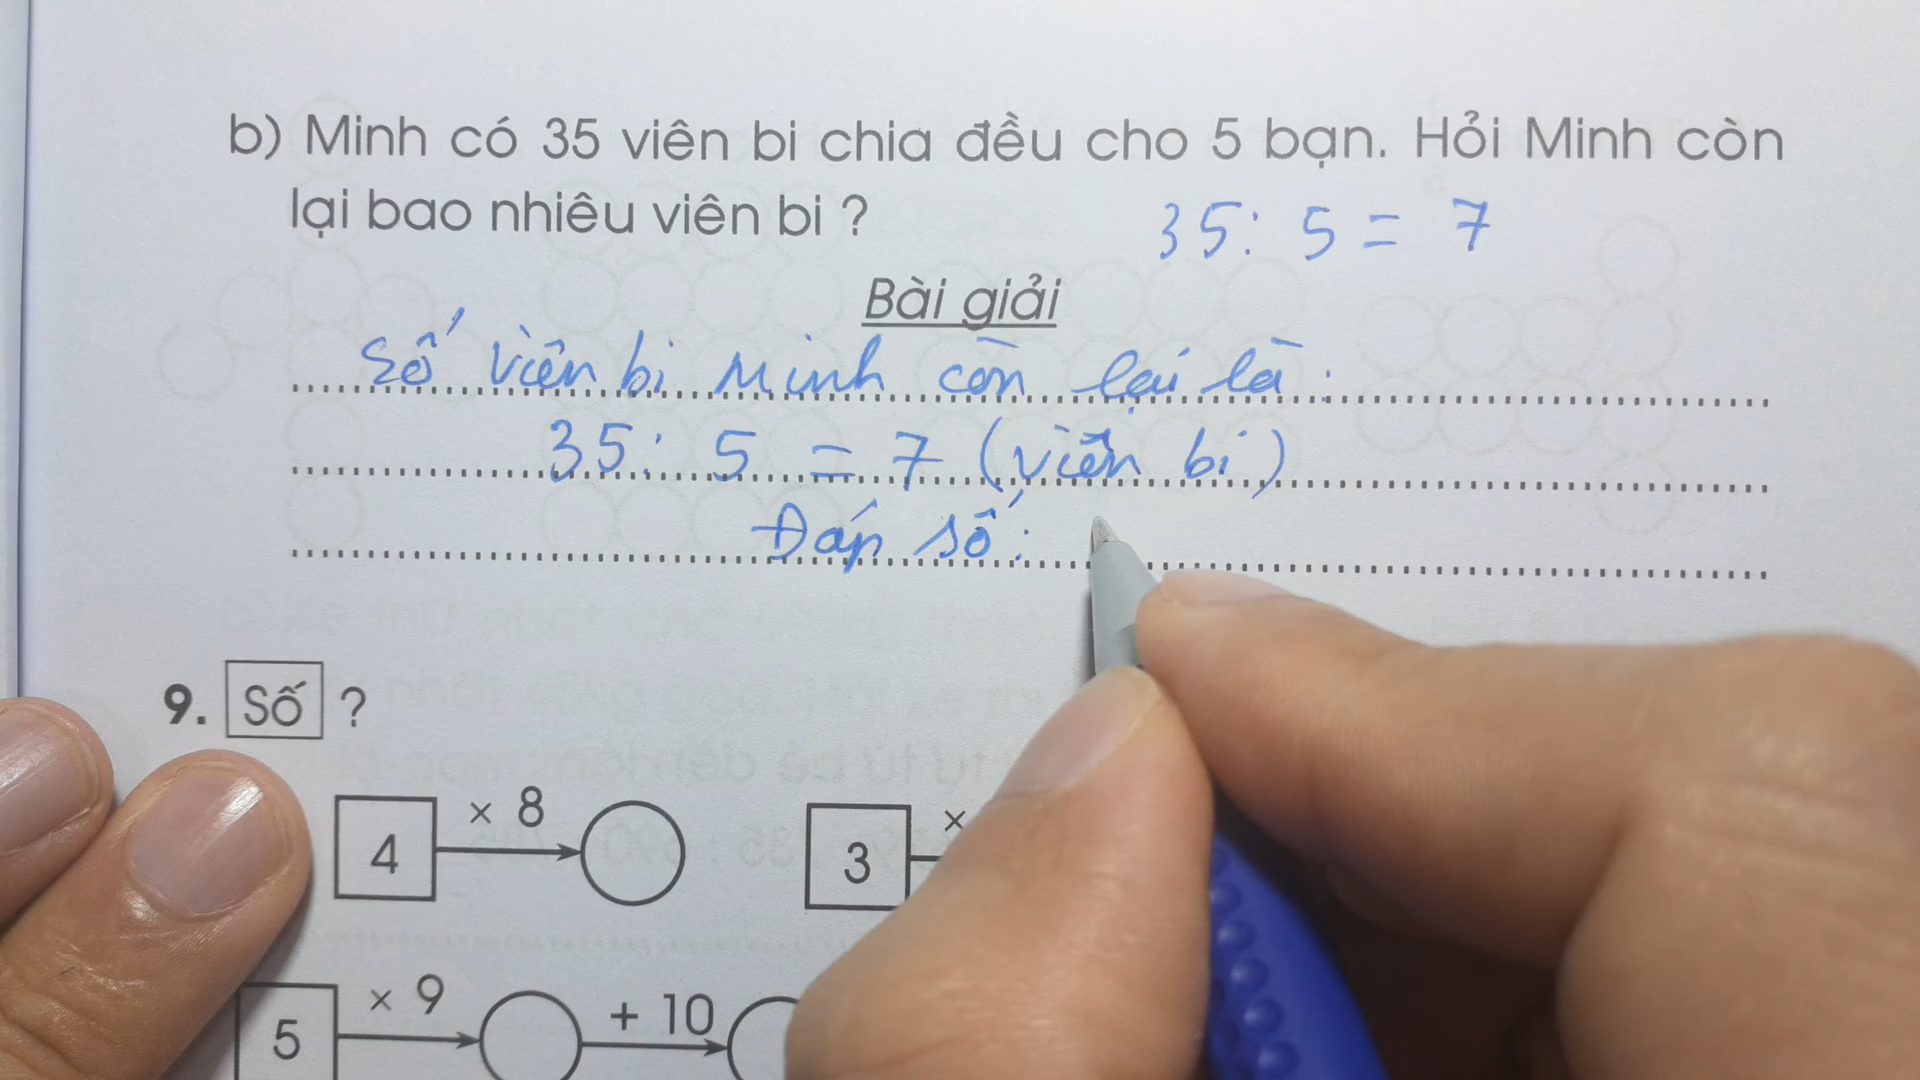 b) Minh có 35 viên bi chia đều cho 5 bạn. Hỏi Minh còn
lại bao nhiêu viên bi ?
35 : 5 = 7
Bài giải
Số viên bi Minh còn lại là :
35 : 5 = 7 (viên bi)
Đáp số :
9. Số ?
4 × 8
3 ×
5 × 9 + 10